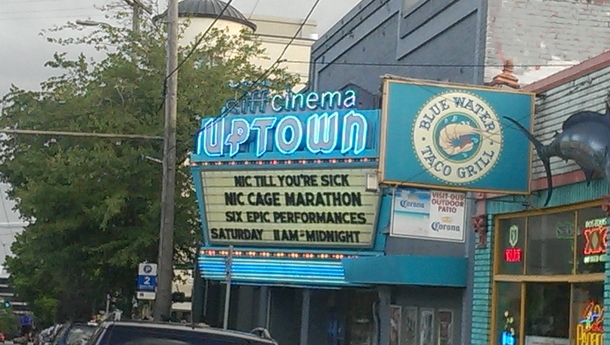 siff cinema
UPTOWN
NIC TILL YOU'RE SICK
NIC CAGE MARATHON
SIX EPIC PERFORMANCES
SATURDAY 11AM-MIDNIGHT
BLUE WATER
TACO GRILL
VISIT OUR
OUTDOOR
PATIO
Corona
Corona
P
2
XX